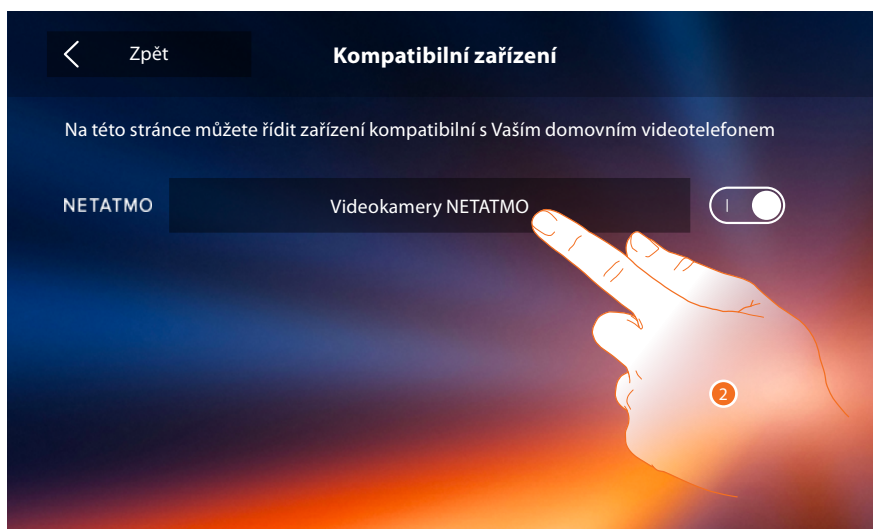 Zpět
Kompatibilní zařízení
Na této stránce můžete řídit zařízení kompatibilní s Vaším domovním videotelefonem
NETATMO
Videokamery NETATMO
2